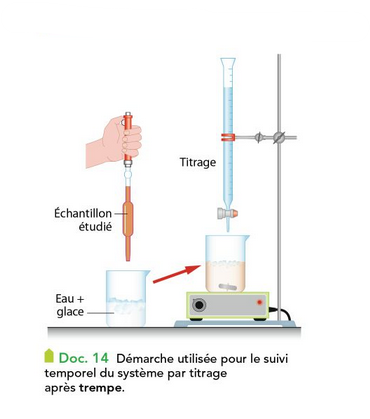 Titrage
Échantillon
étudié
Eau +
glace
Doc. 14 Démarche utilisée pour le suivi
temporel du système par titrage
après trempe.